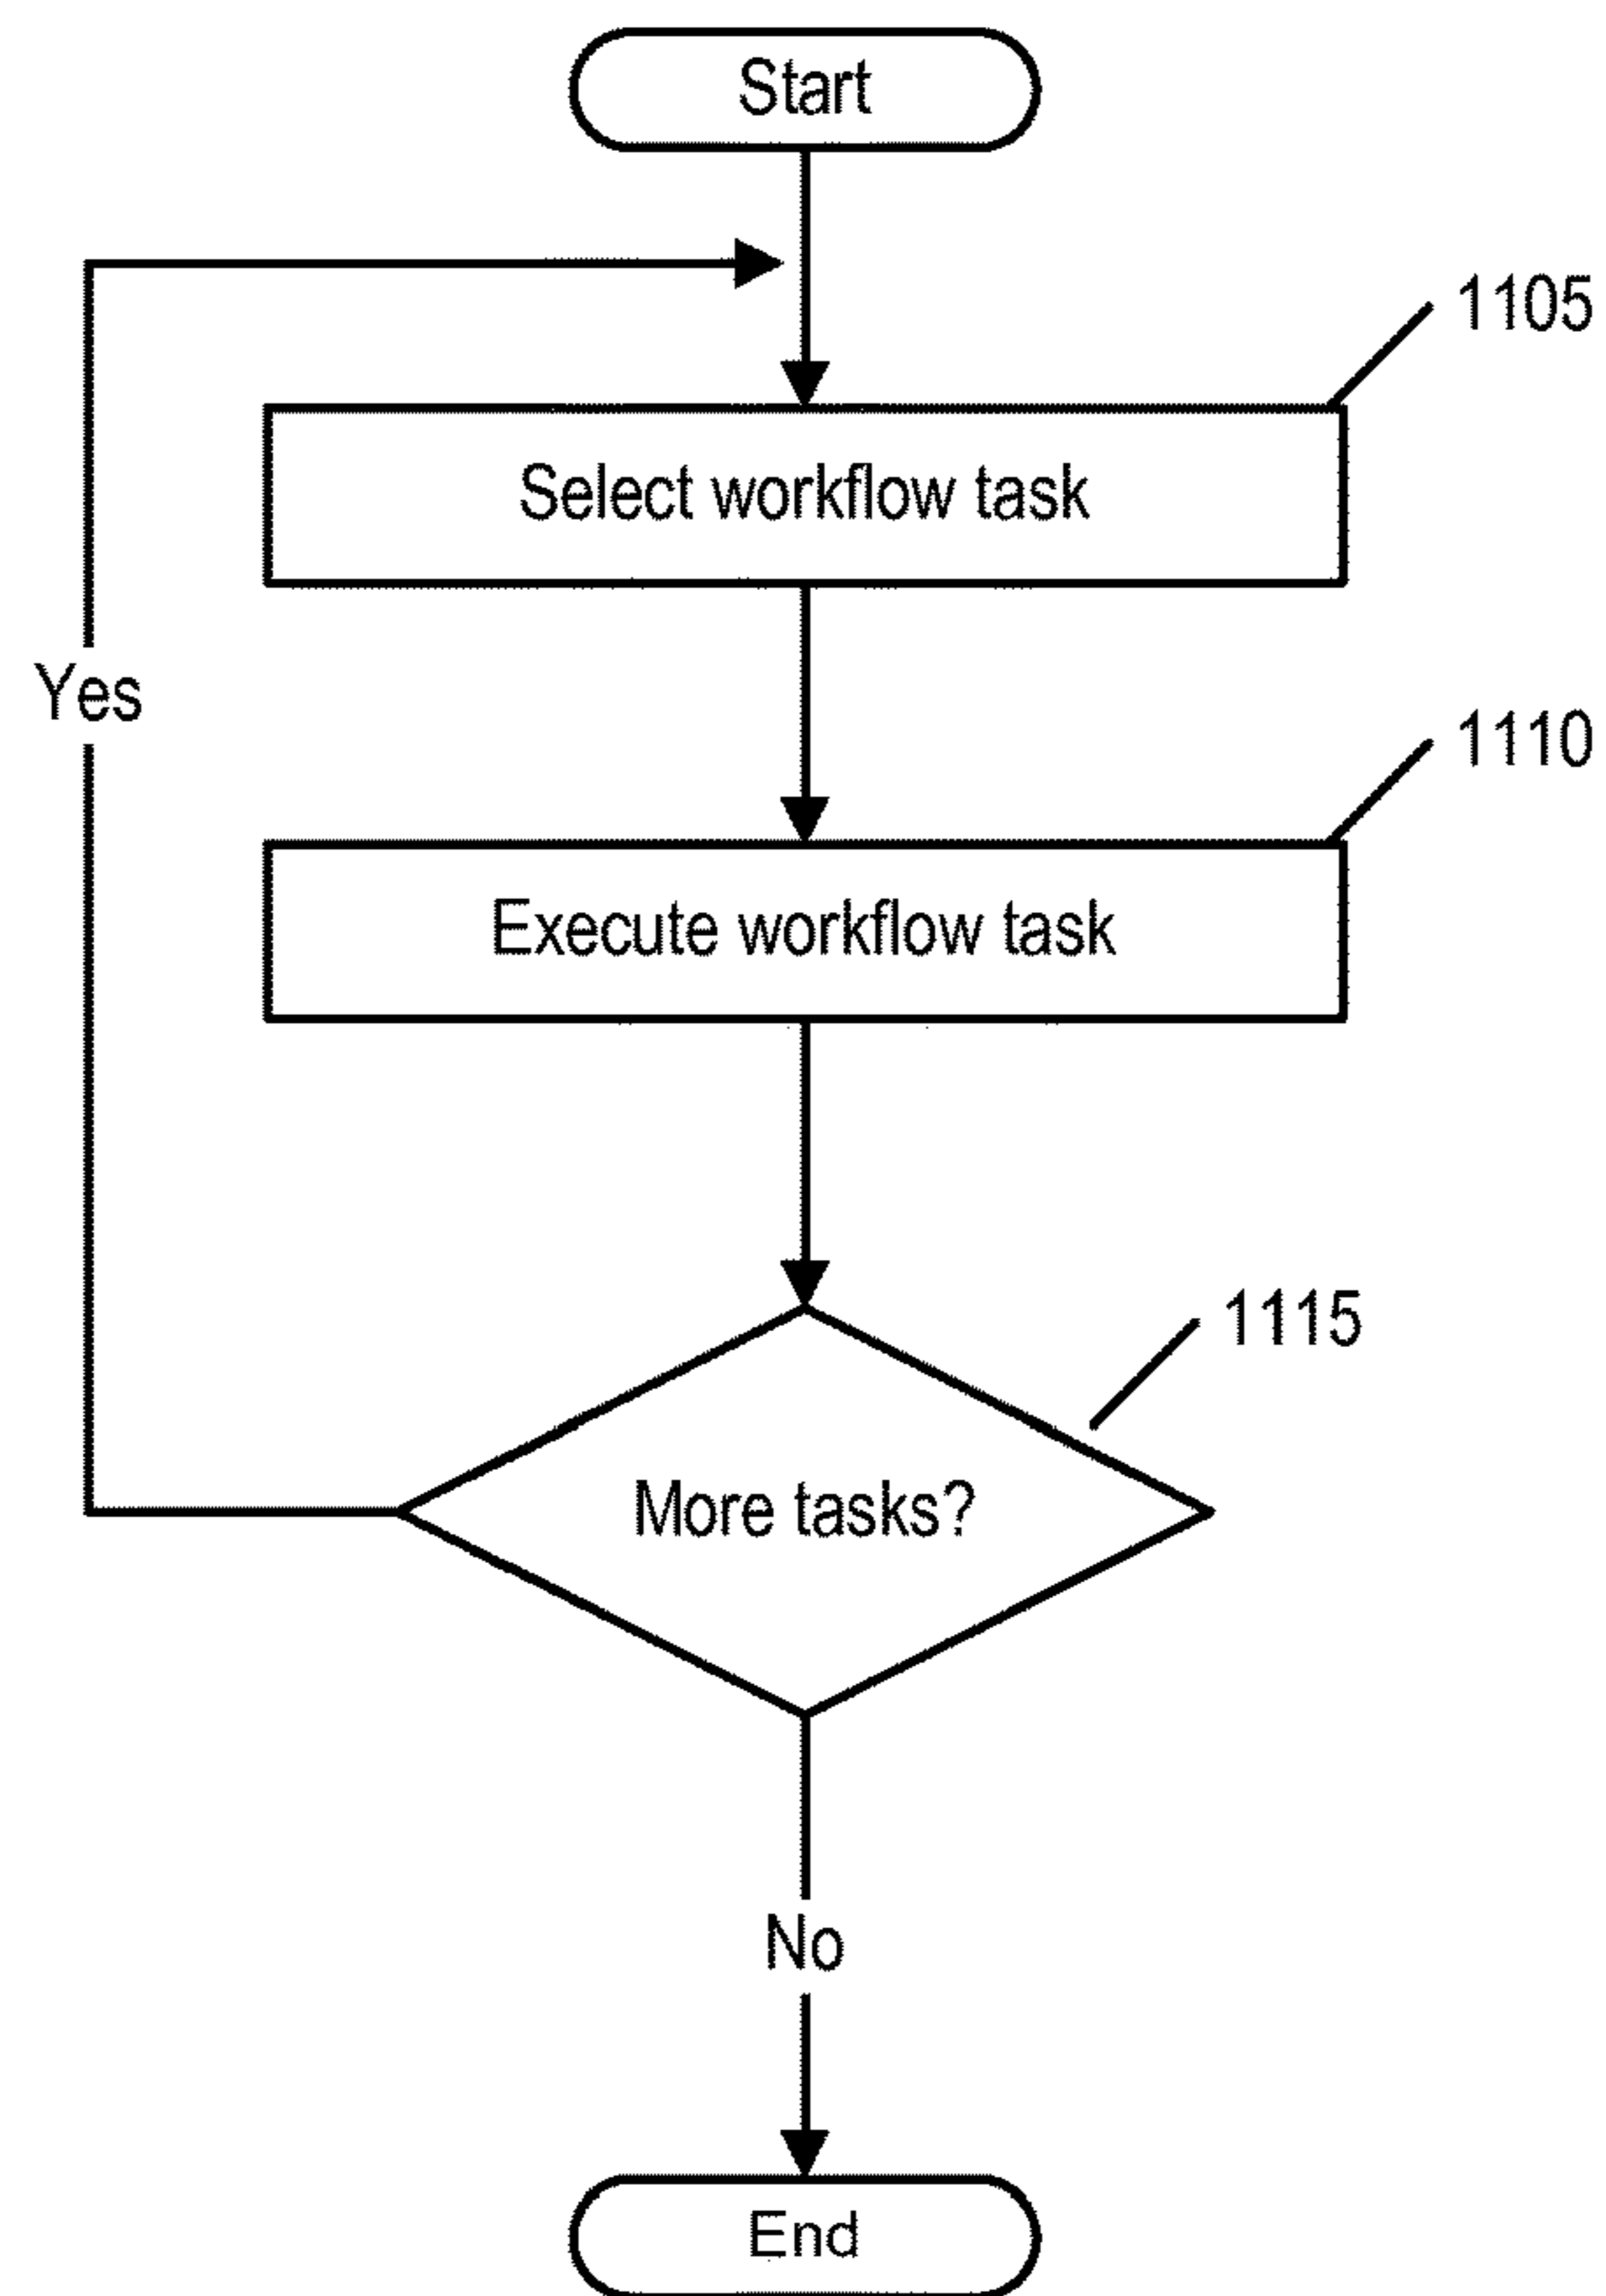 Start
1105
Select workflow task
Yes
1110
Execute workflow task
1115
More tasks?
No
End